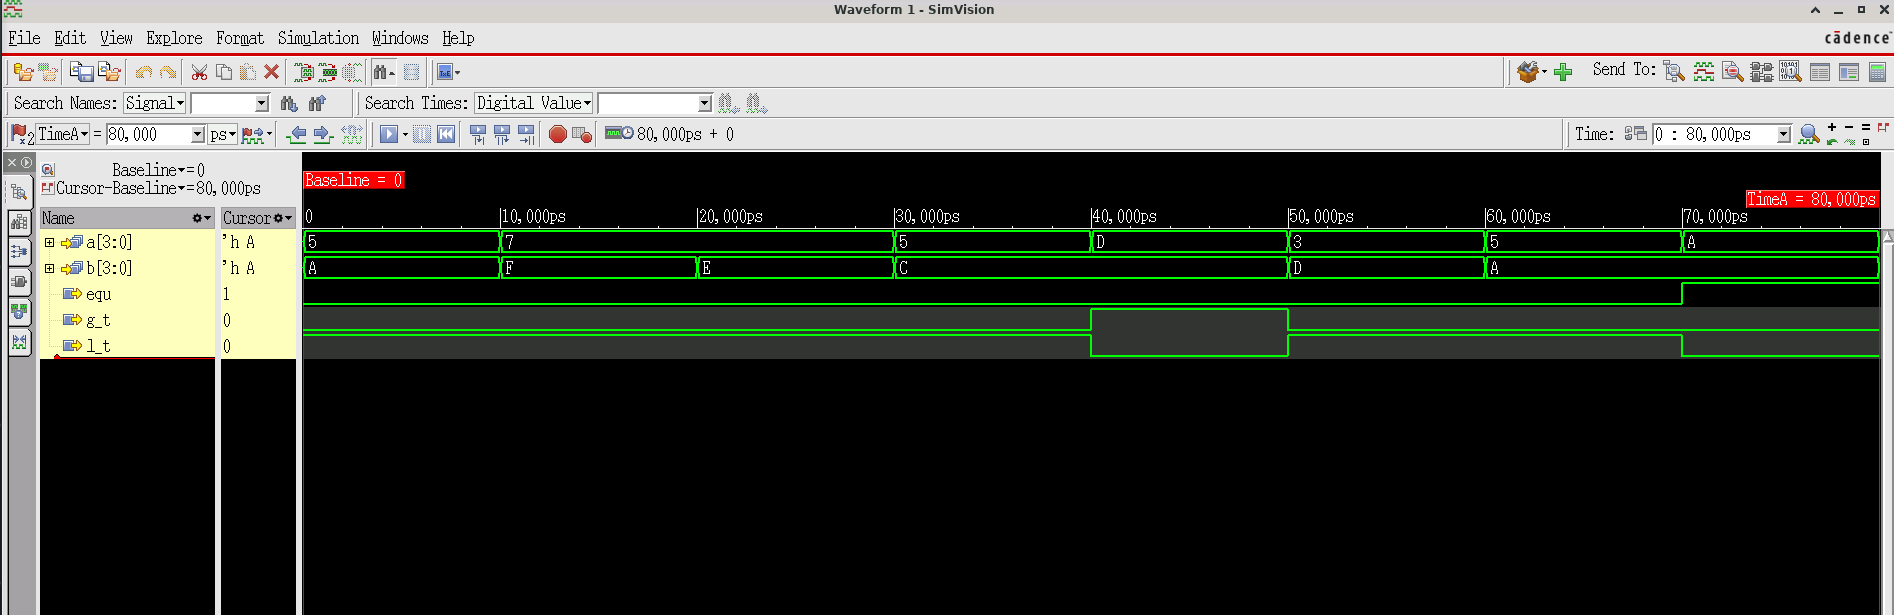 Waveform 1 - SimVision
File Edit View Explore Format Simulation Windows Help
cādence
Send To:
Search Names: Signal Search Times: Digital Value
TimeA = 80,000 ps 80,000ps + 0 Time: 0 : 80,000ps
Baseline=0
Cursor-Baseline=80,000ps
Baseline = 0
TimeA = 80,000ps
Name Cursor 0 10,000ps 20,000ps 30,000ps 40,000ps 50,000ps 60,000ps 70,000ps
a[3:0] 'h A 5 7 5 D 3 5 A
b[3:0] 'h A A F E C D A
equ 1
g_t 0
l_t 0